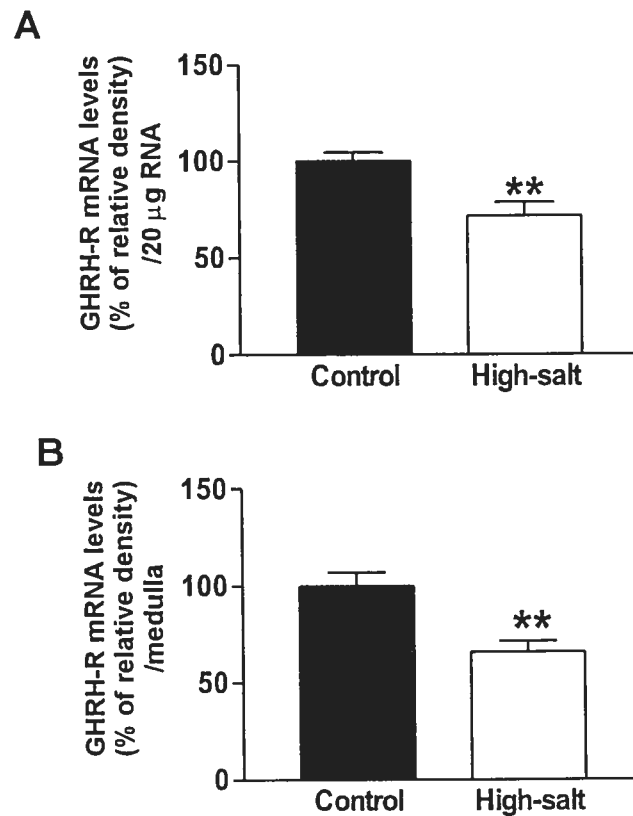 A
GHRH-R mRNA levels
(% of relative density)
/20 µg RNA
150
100
50
0
**
Control High-salt
B
GHRH-R mRNA levels
(% of relative density)
/medulla
150
100
50
0
**
Control High-salt